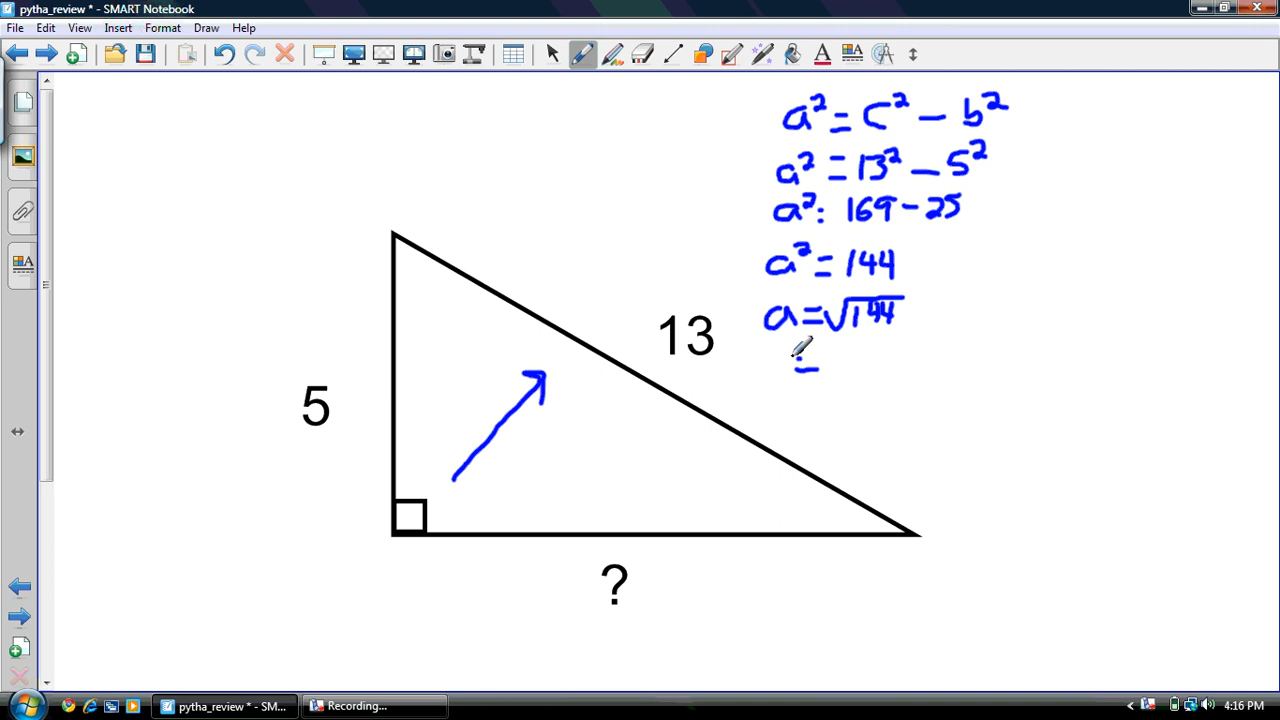 pytha_review * - SMART Notebook
File Edit View Insert Format Draw Help
a² = c² – b²
a² = 13² – 5²
a² : 169 – 25
a² = 144
a = √144
13
5
?
pytha_review * - SM...
Recording...
4:16 PM